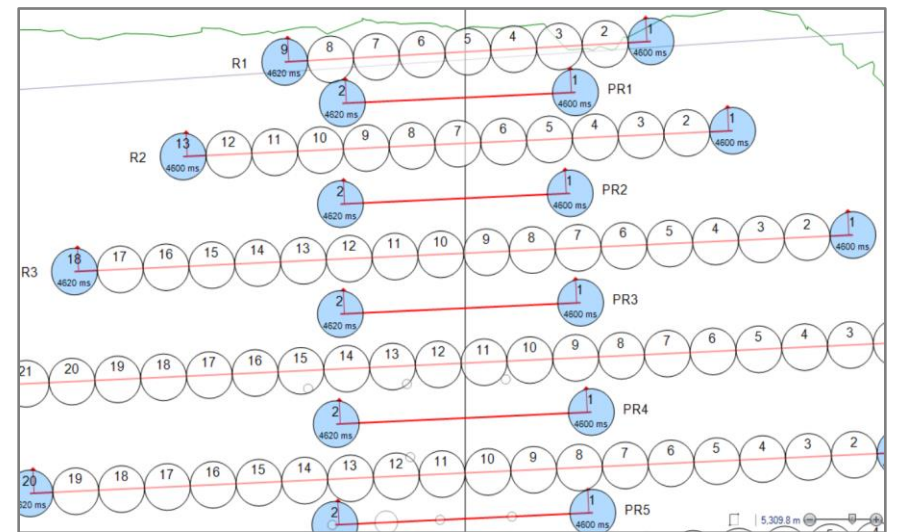 R1 9 8 7 6 5 4 3 2 1
4620 ms
2 1 PR1
4620 ms 4600 ms
R2 13 12 11 10 9 8 7 6 5 4 3 2 1
4600 ms 4600 ms
2 1 PR2
4620 ms 4600 ms
R3 18 17 16 15 14 13 12 11 10 9 8 7 6 5 4 3 2 1
4620 ms 4600 ms
2 1 PR3
4620 ms 4600 ms
21 20 19 18 17 16 15 14 13 12 11 10 9 8 7 6 5 4 3
2 1 PR4
4620 ms 4600 ms
20 19 18 17 16 15 14 13 12 11 10 9 8 7 6 5 4 3 2
620 ms
2 1 PR5
4600 ms
5,309.8 m